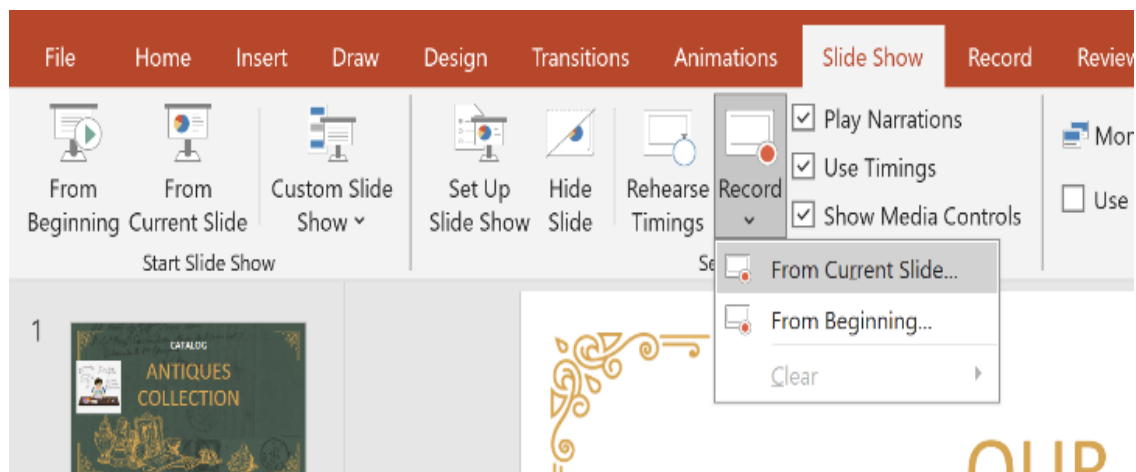 File Home Insert Draw Design Transitions Animations Slide Show Record Review
From Beginning
From Current Slide
Custom Slide Show
Set Up Slide Show
Hide Slide
Rehearse Timings
Record
Play Narrations
Use Timings
Show Media Controls
Use
Start Slide Show
From Current Slide...
From Beginning...
Clear
1
CATALOG
ANTIQUES
COLLECTION
OUR